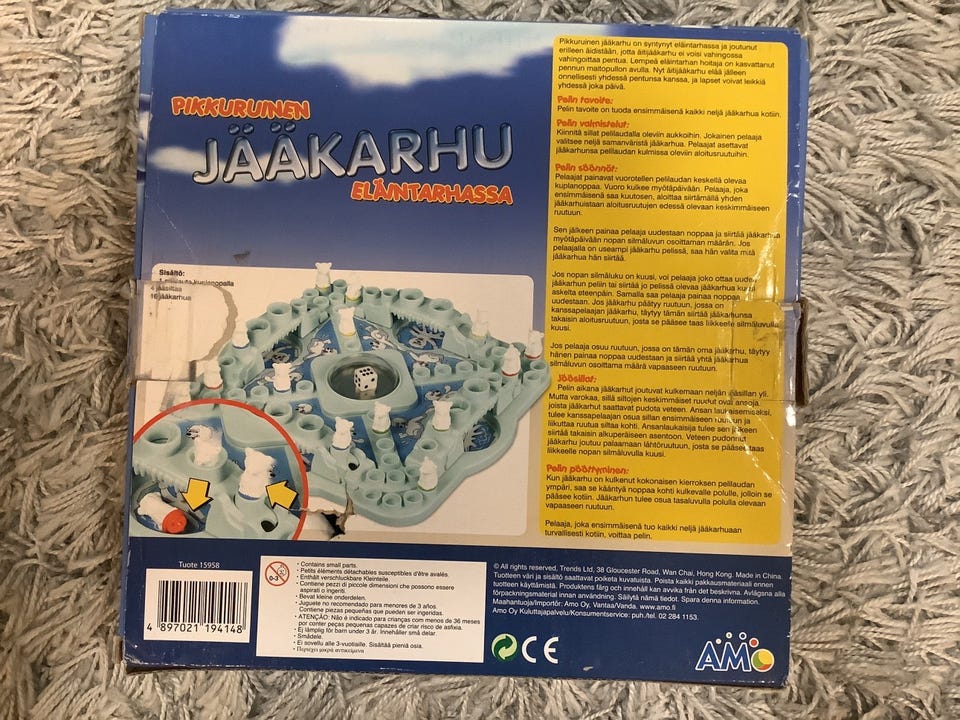 PIKKURUINEN
JÄÄKARHU
ELÄINTARHASSA
Pikkuruinen jääkarhu on syntynyt eläintarhassa ja joutunut
erilleen äidistään, jotta äitijääkarhu ei voisi vahingossa
vahingoittaa pentua. Lempeä eläintarhan hoitaja on kasvattanut
pennun maitopullon avulla. Nyt äitijääkarhu elää jälleen
onnellisesti yhdessä pentunsa kanssa, ja lapset voivat leikkiä
yhdessä joka päivä.
Pelin tavoite:
Pelin tavoite on tuoda ensimmäisenä kaikki neljä jääkarhua kotiin.
Pelin valmistelut:
Kiinnitä sillat pelilaudalla oleviin aukkoihin. Jokainen pelaaja
valitsee neljä samanväristä jääkarhua. Pelaajat asettavat
jääkarhunsa pelilaudan kulmissa oleviin aloitusruutuihin.
Pelin säännöt:
Pelaajat painavat vuorotellen pelilaudan keskellä olevaa
kuplanoppaa. Vuoro kulkee myötäpäivään. Pelaaja, joka
ensimmäisenä saa kuutosen, aloittaa siirtämällä yhden
jääkarhuistaan aloitusruutujen edessä olevaan keskimmäiseen
ruutuun.
Sen jälkeen painaa pelaaja uudestaan noppaa ja siirtää jääkarhua
myötäpäivään nopan silmäluvun osoittaman määrän. Jos
pelaajalla on useampi jääkarhu pelissä, saa hän valita mitä
jääkarhua hän siirtää.
Jos nopan silmäluku on kuusi, voi pelaaja joko ottaa uuden
jääkarhun peliin tai siirtää jo pelissä olevaa jääkarhua kuusi
askelta eteenpäin. Samalla saa pelaaja painaa noppaa
uudestaan. Jos jääkarhu päätyy ruutuun, jossa on
kanssapelaajan jääkarhu, täytyy tämän siirtää jääkarhunsa
takaisin aloitusruutuun, josta se pääsee taas liikkeelle silmäluvulla
kuusi.
Jos pelaaja osuu ruutuun, jossa on tämän oma jääkarhu, täytyy
hänen painaa noppaa uudestaan ja siirtää yhtä jääkarhua
silmäluvun osoittama määrä vapaaseen ruutuun.
Jääsillat:
Pelin aikana jääkarhut joutuvat kulkemaan neljän jääsillan yli.
Mutta varokaa, sillä siltojen keskimmäiset ruudut ovat ansoja
joista jääkarhut saattavat pudota veteen. Ansan laukaisemiseksi,
tulee kanssapelaajan osua sillan ensimmäiseen ruutuun ja
liikuttaa ruutua siltaa kohti. Ansanlaukaisija tulee sen jälkeen
siirtää takaisin alkuperäiseen asentoon. Veteen pudonnut
jääkarhu joutuu palaamaan lähtöruutuun, josta se pääsee taas
liikkeelle nopan silmäluvulla kuusi.
Pelin päättyminen:
Kun jääkarhu on kulkenut kokonaisen kierroksen pelilaudan
ympäri, saa se kääntyä noppaa kohti kulkevalle polulle, jolloin se
pääsee kotiin. Jääkarhun tulee osua tasaluvulla polulla olevaan
vapaaseen ruutuun.
Pelaaja, joka ensimmäisenä tuo kaikki neljä jääkarhuaan
turvallisesti kotiin, voittaa pelin.
Sisältö:
kuplanopalla
4 jääsiltaa
16 jääkarhua
Tuote 15958
4 897021 194148
0-3
• Contains small parts.
• Petits éléments détachables susceptibles d'être avalés.
• Enthält verschluckbare Kleinteile.
• Contiene pezzi di piccole dimensioni che possono essere
aspirati o ingeriti.
• Bevat kleine onderdelen.
• Juguete no recomendado para menores de 3 años.
Contiene piezas pequeñas que pueden ser ingeridas.
• ATENÇÃO: Não é indicado para crianças com menos de 36 meses
por conter peças pequenas capazes de criar risco de asfixia.
• Ej lämplig för barn under 3 år. Innehåller små delar.
• Smådele.
• Ei sovellu alle 3-vuotiaille. Sisältää pieniä osia.
• Περιέχει μικρά αντικείμενα
CE
© All rights reserved, Trends Ltd, 38 Gloucester Road, Wan Chai, Hong Kong. Made in China.
Tuotteen väri ja sisältö saattavat poiketa kuvatuista. Poista kaikki pakkausmateriaali ennen
tuotteen käyttämistä. Produktens färg och innehåll kan avvika från det beskrivna. Avlägsna alla
förpackningsmaterial innan användning. Säilytä nämä tiedot. Spara denna information.
Maahantuoja/Importör: Amo Oy, Vantaa/Vanda. www.amo.fi
Amo Oy Kuluttajapalvelu/Konsumentservice: puh./tel. 02 284 1153.
AMO